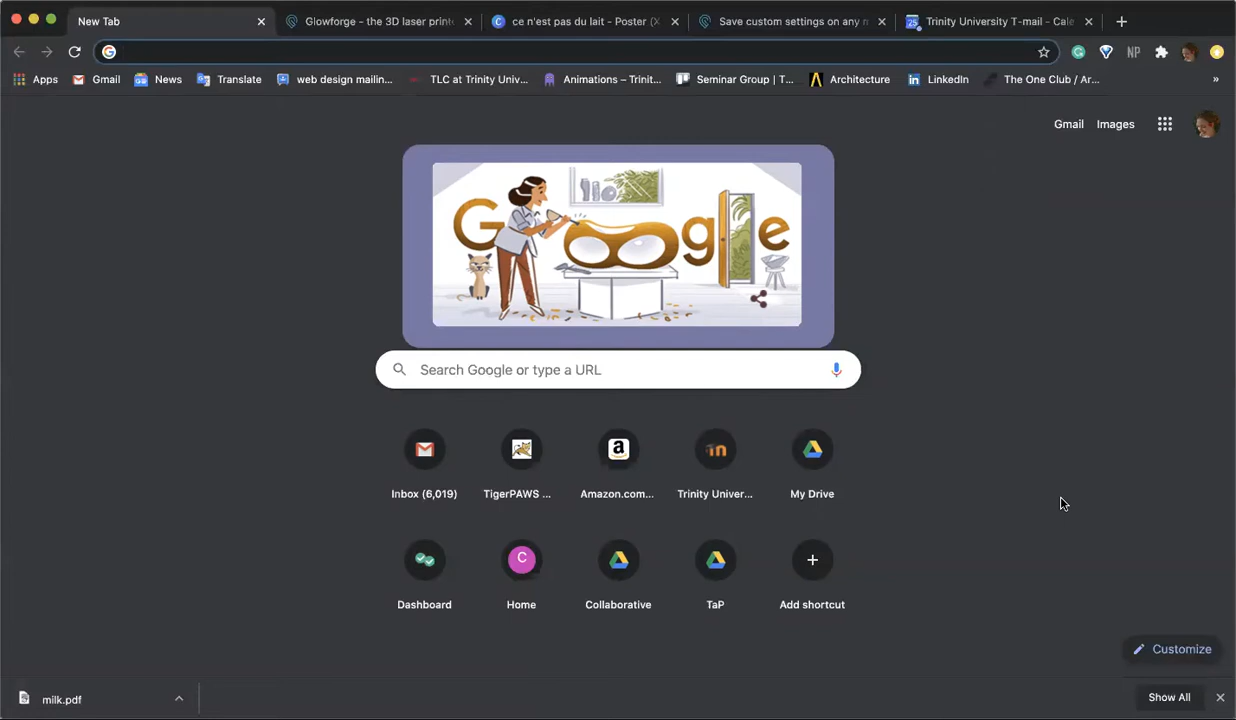 New Tab
Glowforge - the 3D laser print
ce n'est pas du lait - Poster (
Save custom settings on any
Trinity University T-mail - Cale
Apps
Gmail
News
Translate
web design mailin...
TLC at Trinity Univ...
Animations – Trinit...
Seminar Group | T...
Architecture
LinkedIn
The One Club / Ar...
»
NP
Gmail
Images
Google
Search Google or type a URL
Inbox (6,019)
TigerPAWS ...
Amazon.com...
Trinity Univer...
My Drive
C
Dashboard
Home
Collaborative
TaP
Add shortcut
Customize
milk.pdf
Show All